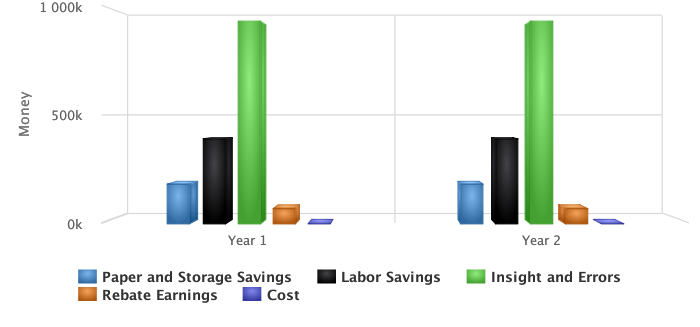 1 000k
500k
0k
Money
Year 1
Year 2
Paper and Storage Savings
Labor Savings
Insight and Errors
Rebate Earnings
Cost